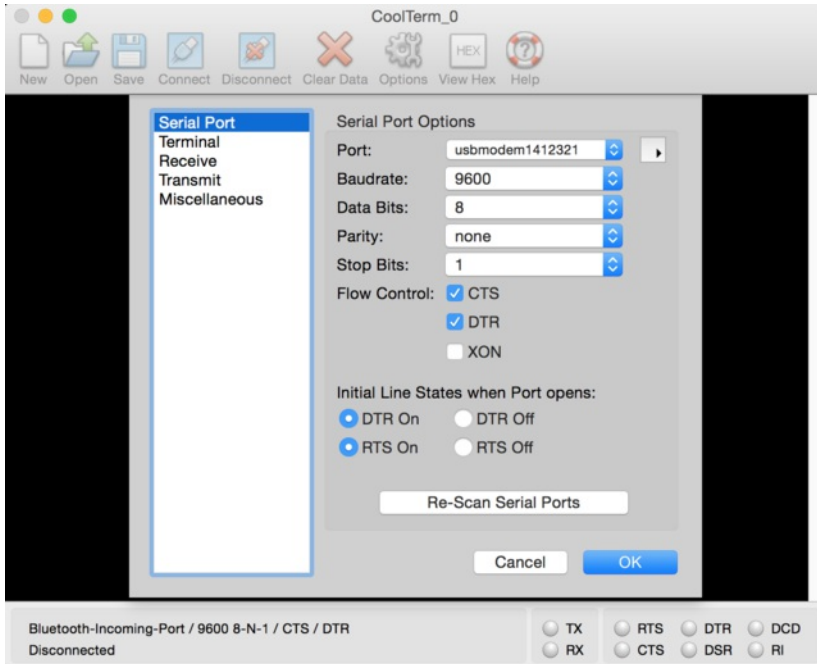 CoolTerm_0
New Open Save Connect Disconnect Clear Data Options View Hex Help
HEX
Serial Port
Terminal
Receive
Transmit
Miscellaneous
Serial Port Options
Port: usbmodem1412321
Baudrate: 9600
Data Bits: 8
Parity: none
Stop Bits: 1
Flow Control: CTS
DTR
XON
Initial Line States when Port opens:
DTR On DTR Off
RTS On RTS Off
Re-Scan Serial Ports
Cancel OK
Bluetooth-Incoming-Port / 9600 8-N-1 / CTS / DTR
Disconnected
TX RTS DTR DCD
RX CTS DSR RI